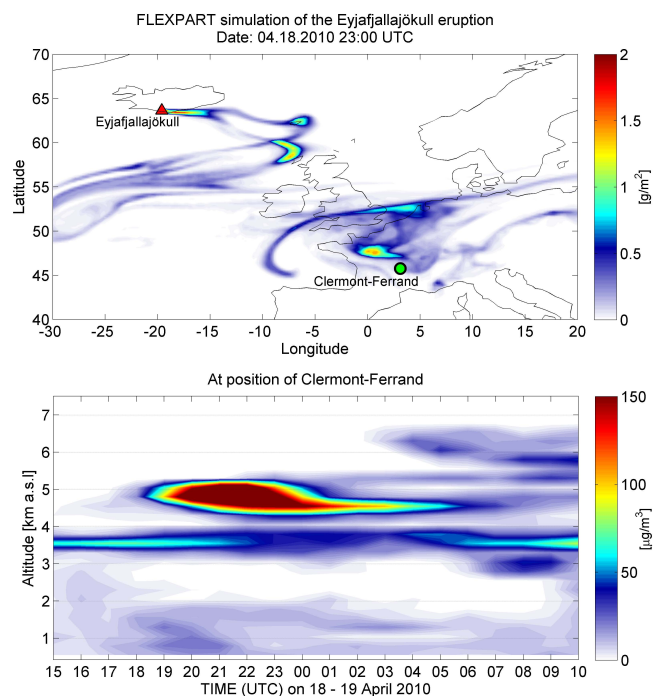 FLEXPART simulation of the Eyjafjallajökull eruption
Date: 04.18.2010 23:00 UTC
70
65
60
55
50
45
40
Latitude
Eyjafjallajökull
Clermont-Ferrand
-30 -25 -20 -15 -10 -5 0 5 10 15 20
Longitude
2
1.5
1
0.5
0
[g/m²]
At position of Clermont-Ferrand
7
6
5
4
3
2
1
Altitude [km a.s.l]
15 16 17 18 19 20 21 22 23 00 01 02 03 04 05 06 07 08 09 10
TIME (UTC) on 18 - 19 April 2010
150
100
50
0
[µg/m³]